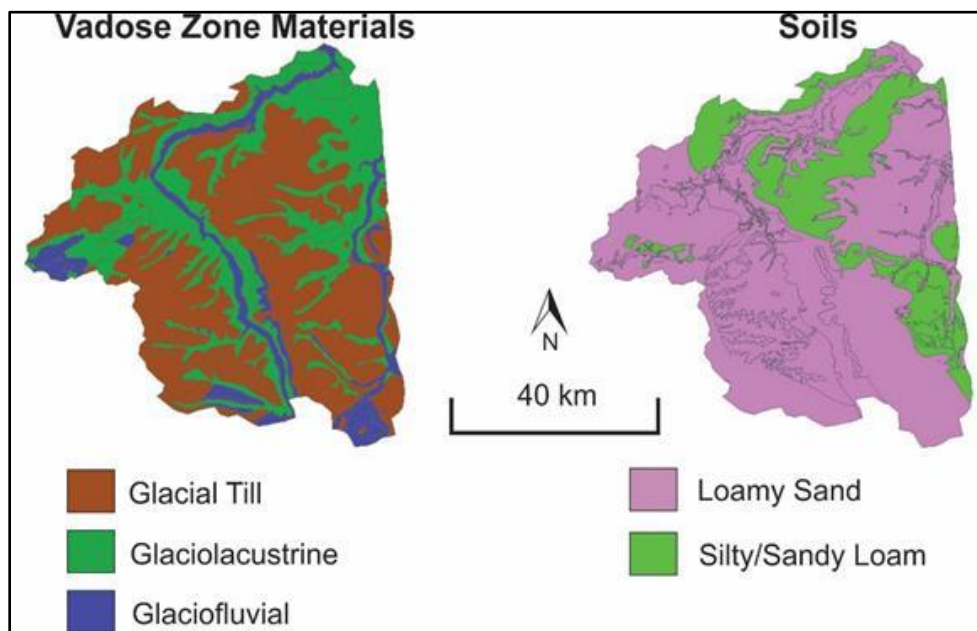 Vadose Zone Materials
Soils
N
40 km
Glacial Till
Glaciolacustrine
Glaciofluvial
Loamy Sand
Silty/Sandy Loam